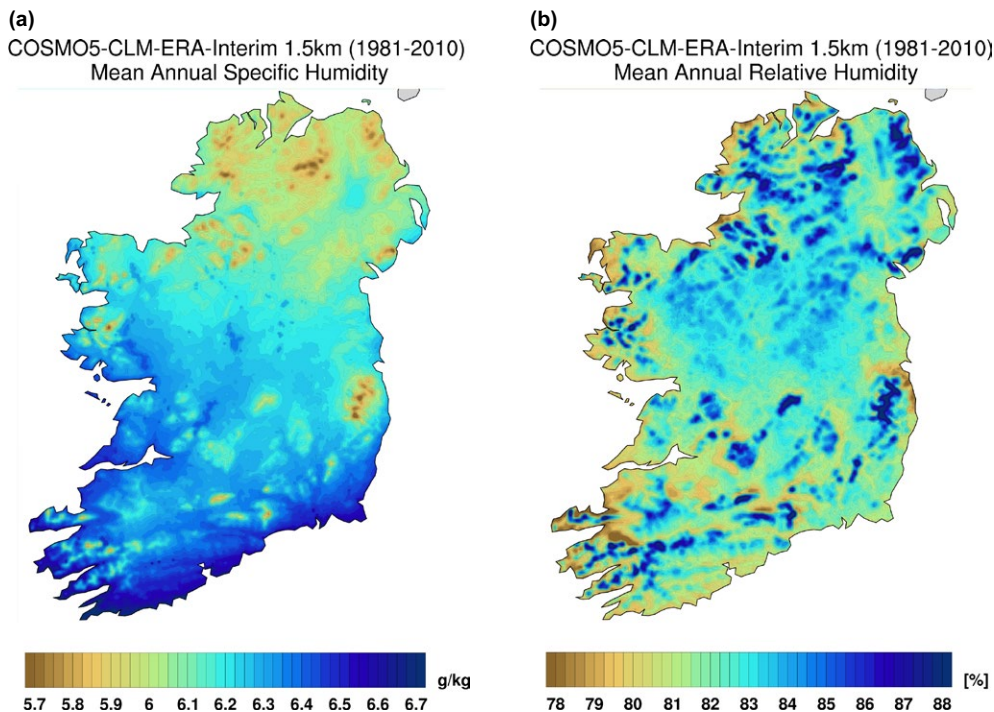 (a)
COSMO5-CLM-ERA-Interim 1.5km (1981-2010)
Mean Annual Specific Humidity
5.7 5.8 5.9 6 6.1 6.2 6.3 6.4 6.5 6.6 6.7
g/kg
(b)
COSMO5-CLM-ERA-Interim 1.5km (1981-2010)
Mean Annual Relative Humidity
78 79 80 81 82 83 84 85 86 87 88
[%]